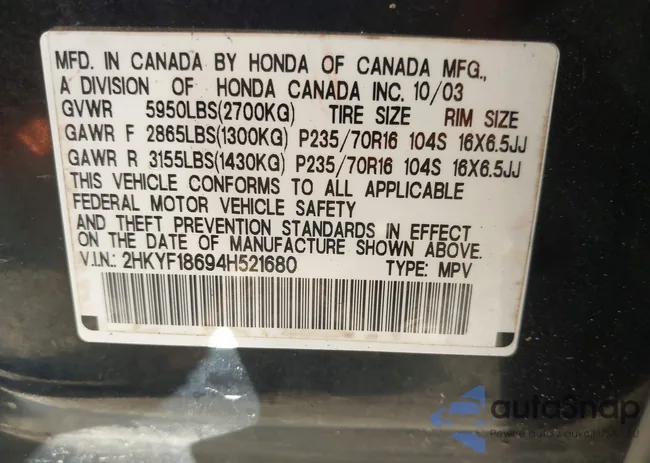 MFD. IN CANADA BY HONDA OF CANADA MFG.,
A DIVISION OF HONDA CANADA INC. 10/03
GVWR 5950LBS(2700KG) TIRE SIZE RIM SIZE
GAWR F 2865LBS(1300KG) P235/70R16 104S 16X6.5JJ
GAWR R 3155LBS(1430KG) P235/70R16 104S 16X6.5JJ
THIS VEHICLE CONFORMS TO ALL APPLICABLE
FEDERAL MOTOR VEHICLE SAFETY
AND THEFT PREVENTION STANDARDS IN EFFECT
ON THE DATE OF MANUFACTURE SHOWN ABOVE.
V.I.N.: 2HKYF18694H521680 TYPE: MPV
autoSnap